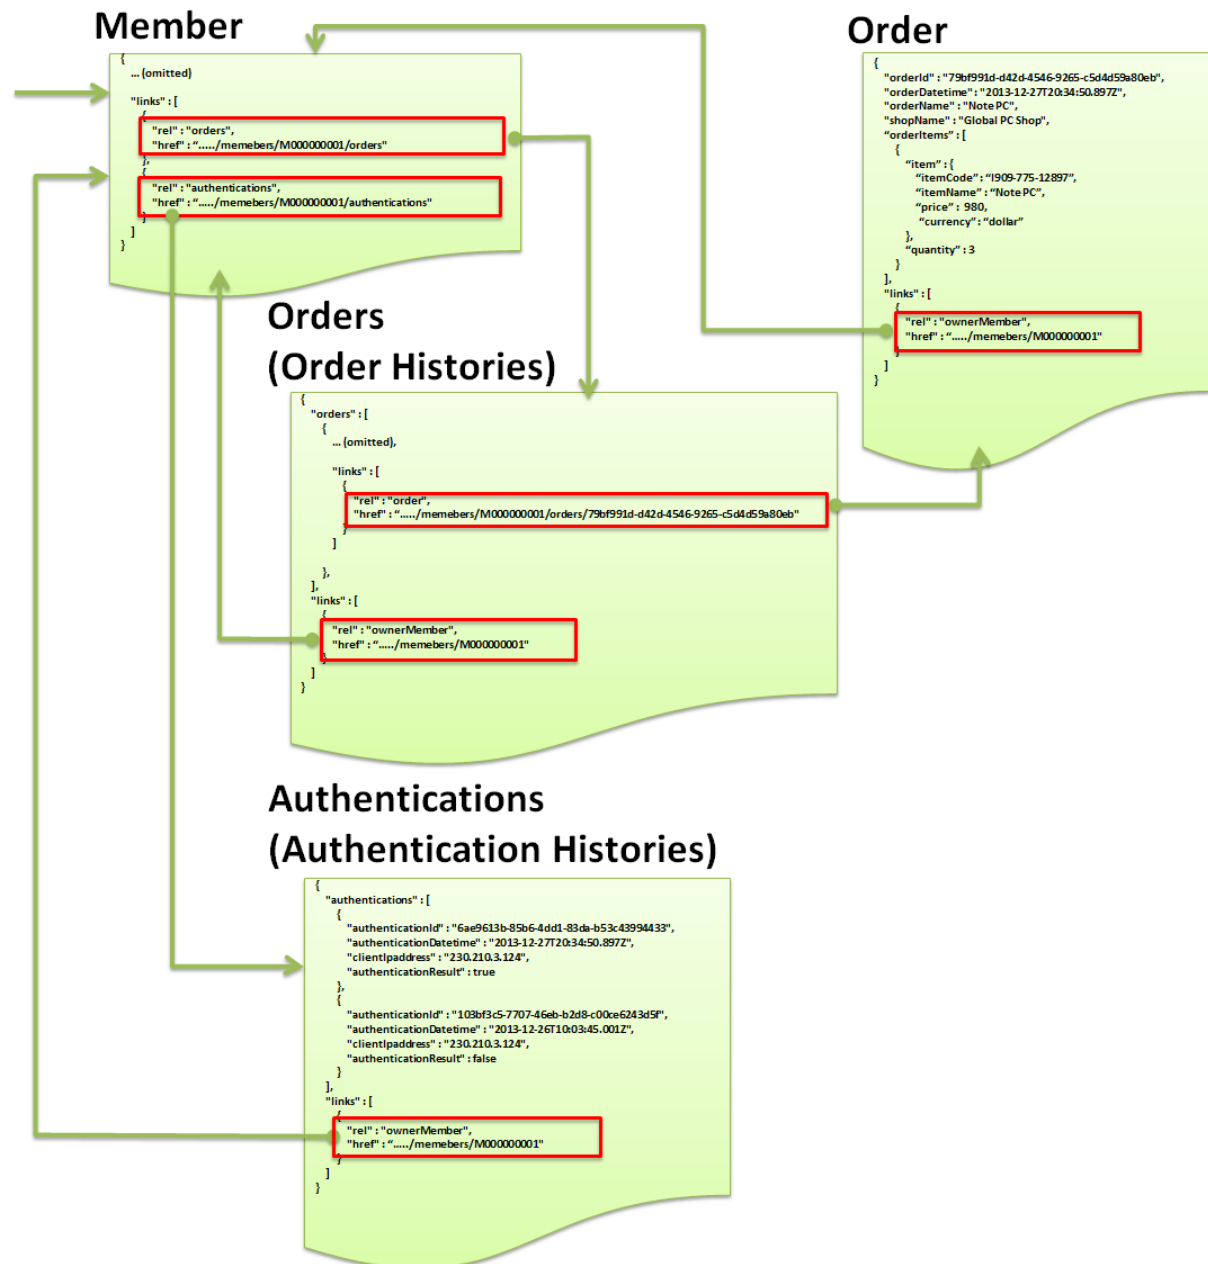 Member
{
... (omitted)
"links" : [
{
"rel" : "orders",
"href" : “...../memebers/M000000001/orders"
},
{
"rel" : "authentications",
"href" : “...../memebers/M000000001/authentications"
}
]
}
Order
{
"orderId" : "79bf991d-d42d-4546-9265-c5d4d59a80eb",
"orderDatetime" : "2013-12-27T20:34:50.897Z",
"orderName" : "Note PC",
"shopName" : "Global PC Shop",
“orderItems" : [
{
“item” : {
“itemCode” : “I909-775-12897”,
“itemName” : “Note PC”,
“price” : 980,
“currency” : “dollar”
},
“quantity” : 3
}
],
"links" : [
{
"rel" : "ownerMember",
"href" : “...../memebers/M000000001"
}
]
}
Orders
(Order Histories)
{
"orders" : [
{
... (omitted),
"links" : [
{
"rel" : "order",
"href" : “...../memebers/M000000001/orders/79bf991d-d42d-4546-9265-c5d4d59a80eb"
}
]
},
],
"links" : [
{
"rel" : "ownerMember",
"href" : “...../memebers/M000000001"
}
]
}
Authentications
(Authentication Histories)
{
"authentications" : [
{
"authenticationId" : "6ae9613b-85b6-4dd1-83da-b53c43994433",
"authenticationDatetime" : "2013-12-27T20:34:50.897Z",
"clientIpaddress" : "230.210.3.124",
"authenticationResult" : true
},
{
"authenticationId" : "103bf3c5-7707-46eb-b2d8-c00ce6243d5f",
"authenticationDatetime" : "2013-12-26T10:03:45.001Z",
"clientIpaddress" : "230.210.3.124",
"authenticationResult" : false
}
],
"links" : [
{
"rel" : "ownerMember",
"href" : “...../memebers/M000000001"
}
]
}